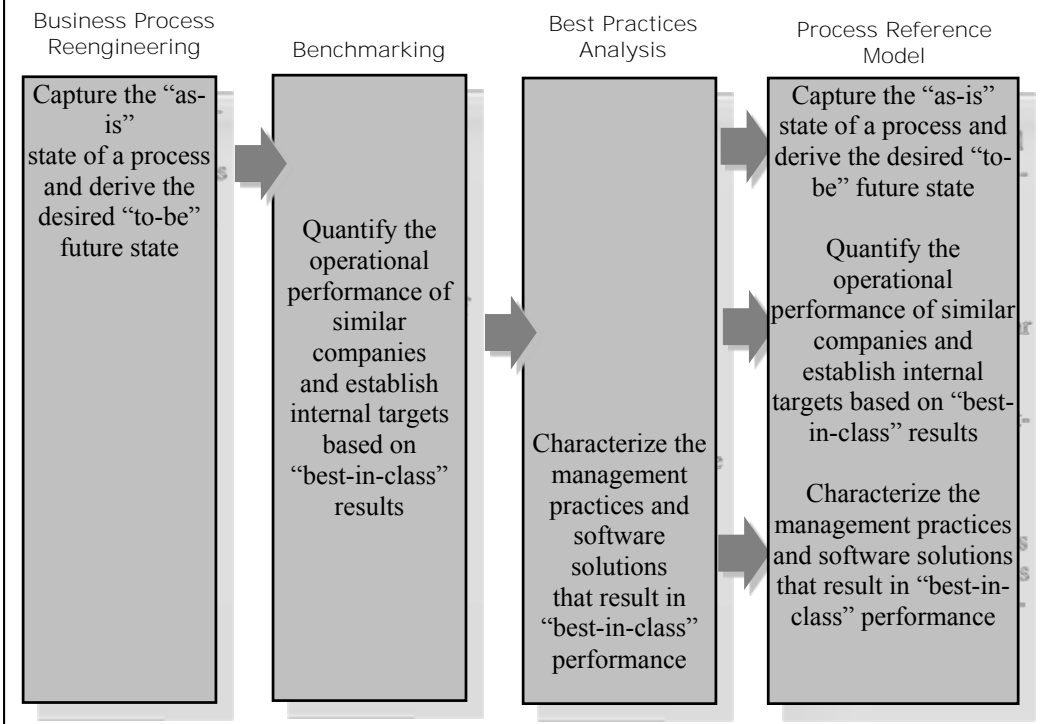 Business Process
Reengineering
Benchmarking
Best Practices
Analysis
Process Reference
Model
Capture the “as-
is”
state of a process
and derive the
desired “to-be”
future state
Quantify the
operational
performance of
similar
companies
and establish
internal targets
based on
“best-in-class”
results
Characterize the
management
practices and
software
solutions
that result in
“best-in-class”
performance
Capture the “as-is”
state of a process and
derive the desired “to-
be” future state
Quantify the
operational
performance of similar
companies and
establish internal
targets based on “best-
in-class” results
Characterize the
management practices
and software solutions
that result in “best-in-
class” performance